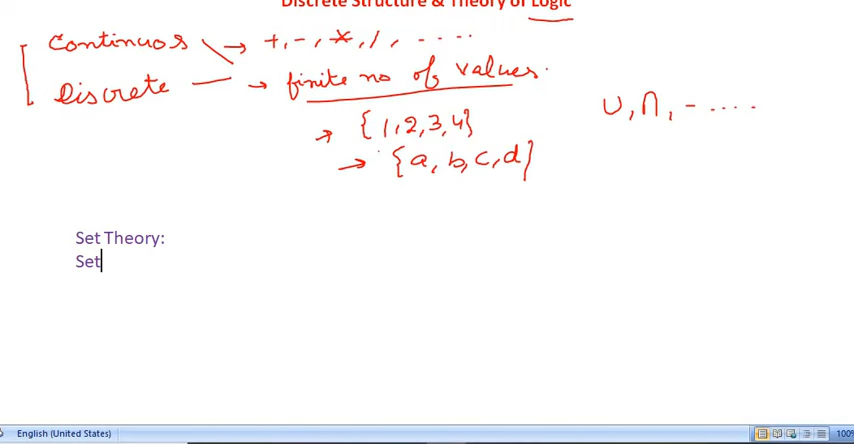 Discrete Structure & Theory of Logic
Continuos → +, -, *, /, .....
Discrete → finite no of values.
→ {1,2,3,4}
∪, ∩, - .....
→ {a, b, c, d}
Set Theory:
Set
English (United States)
100%